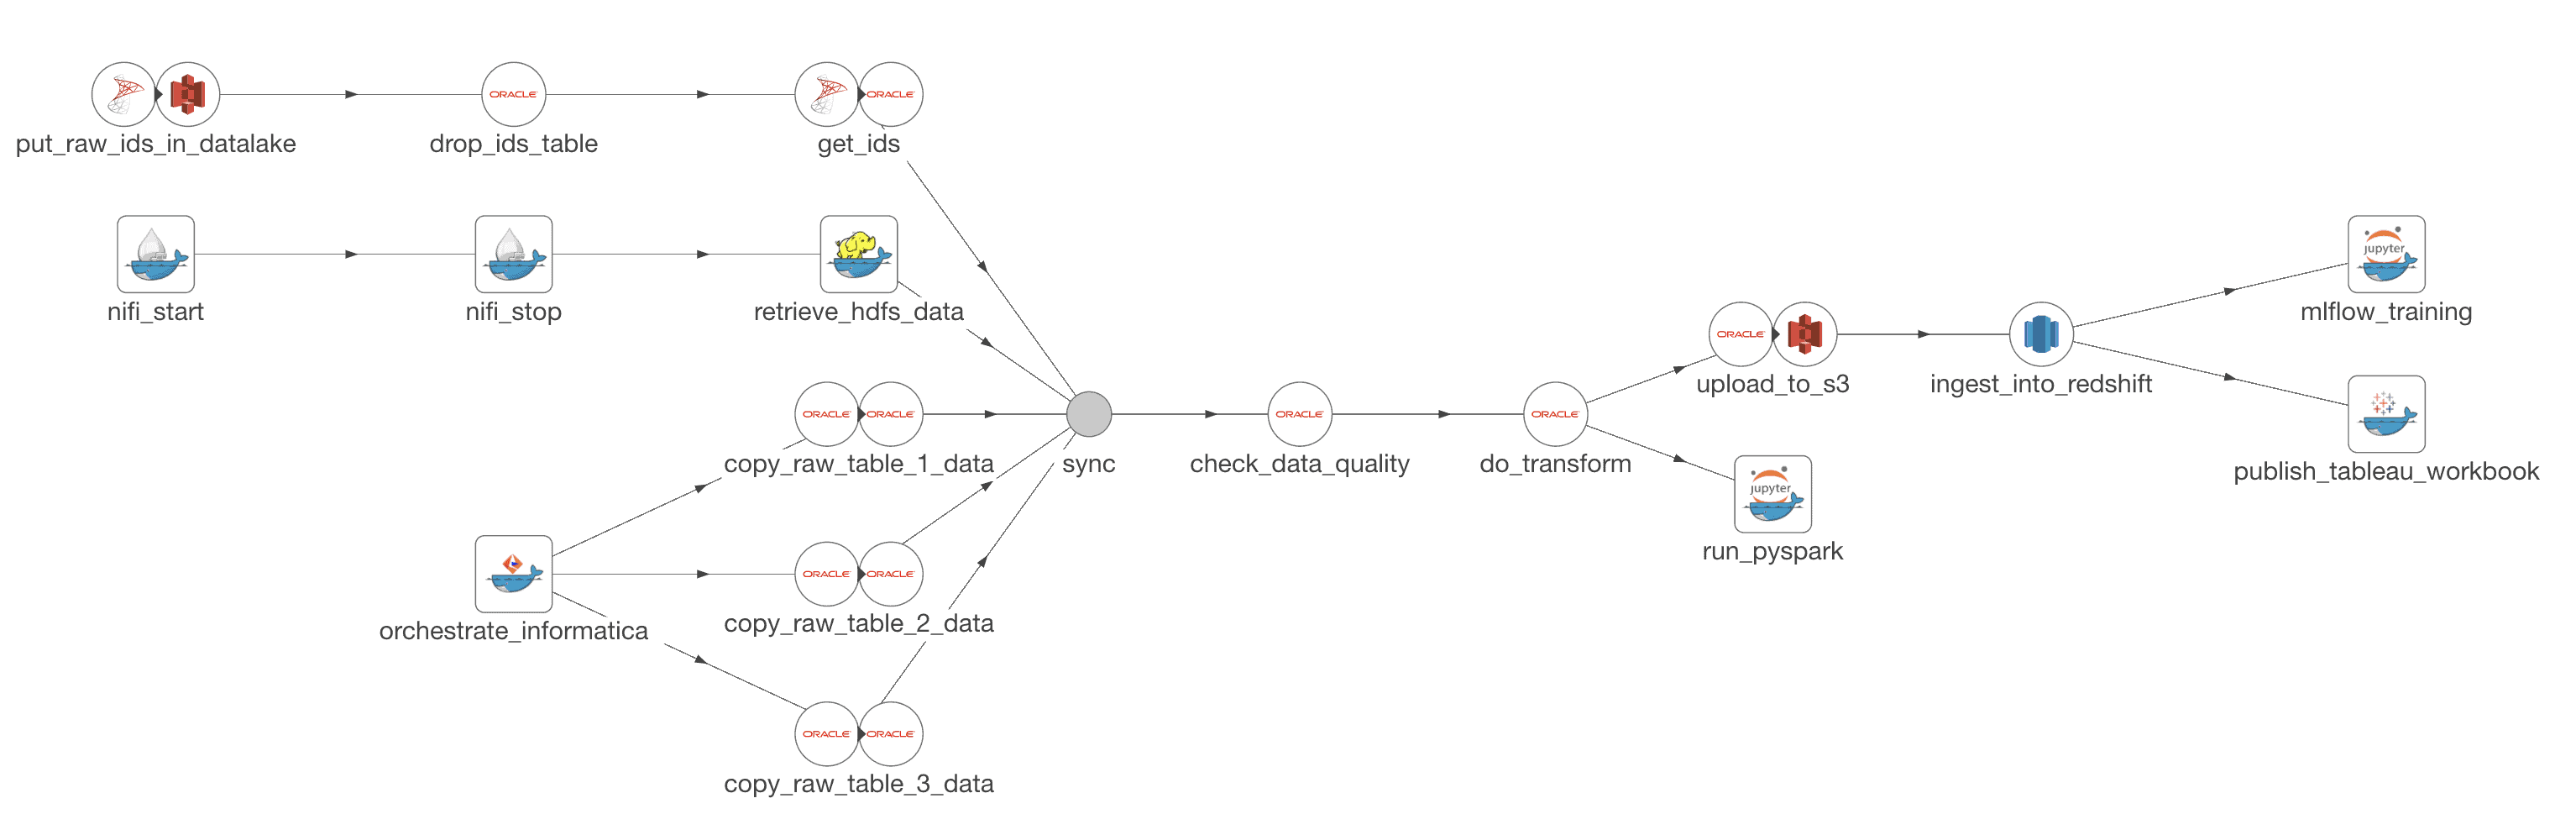 ORACLE
ORACLE
put_raw_ids_in_datalake
drop_ids_table
get_ids
nifi_start
nifi_stop
retrieve_hdfs_data
jupyter
mlflow_training
ORACLE
upload_to_s3
ingest_into_redshift
ORACLE ORACLE
copy_raw_table_1_data
sync
ORACLE
check_data_quality
ORACLE
do_transform
publish_tableau_workbook
jupyter
run_pyspark
orchestrate_informatica
ORACLE ORACLE
copy_raw_table_2_data
ORACLE ORACLE
copy_raw_table_3_data